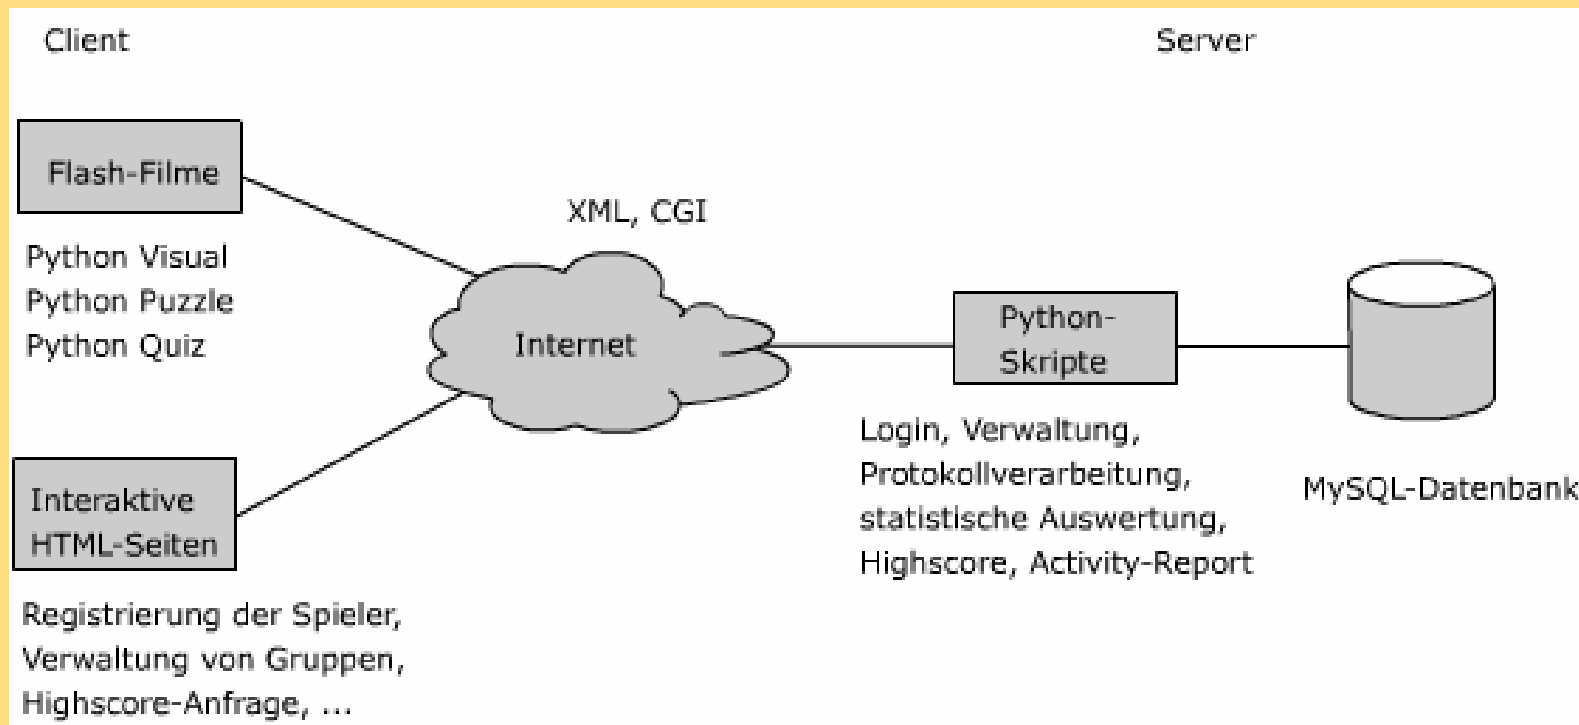 Client
Server
Flash-Filme
Python Visual
Python Puzzle
Python Quiz
XML, CGI
Internet
Interaktive
HTML-Seiten
Registrierung der Spieler,
Verwaltung von Gruppen,
Highscore-Anfrage, ...
Python-
Skripte
Login, Verwaltung,
Protokollverarbeitung,
statistische Auswertung,
Highscore, Activity-Report
MySQL-Datenbank